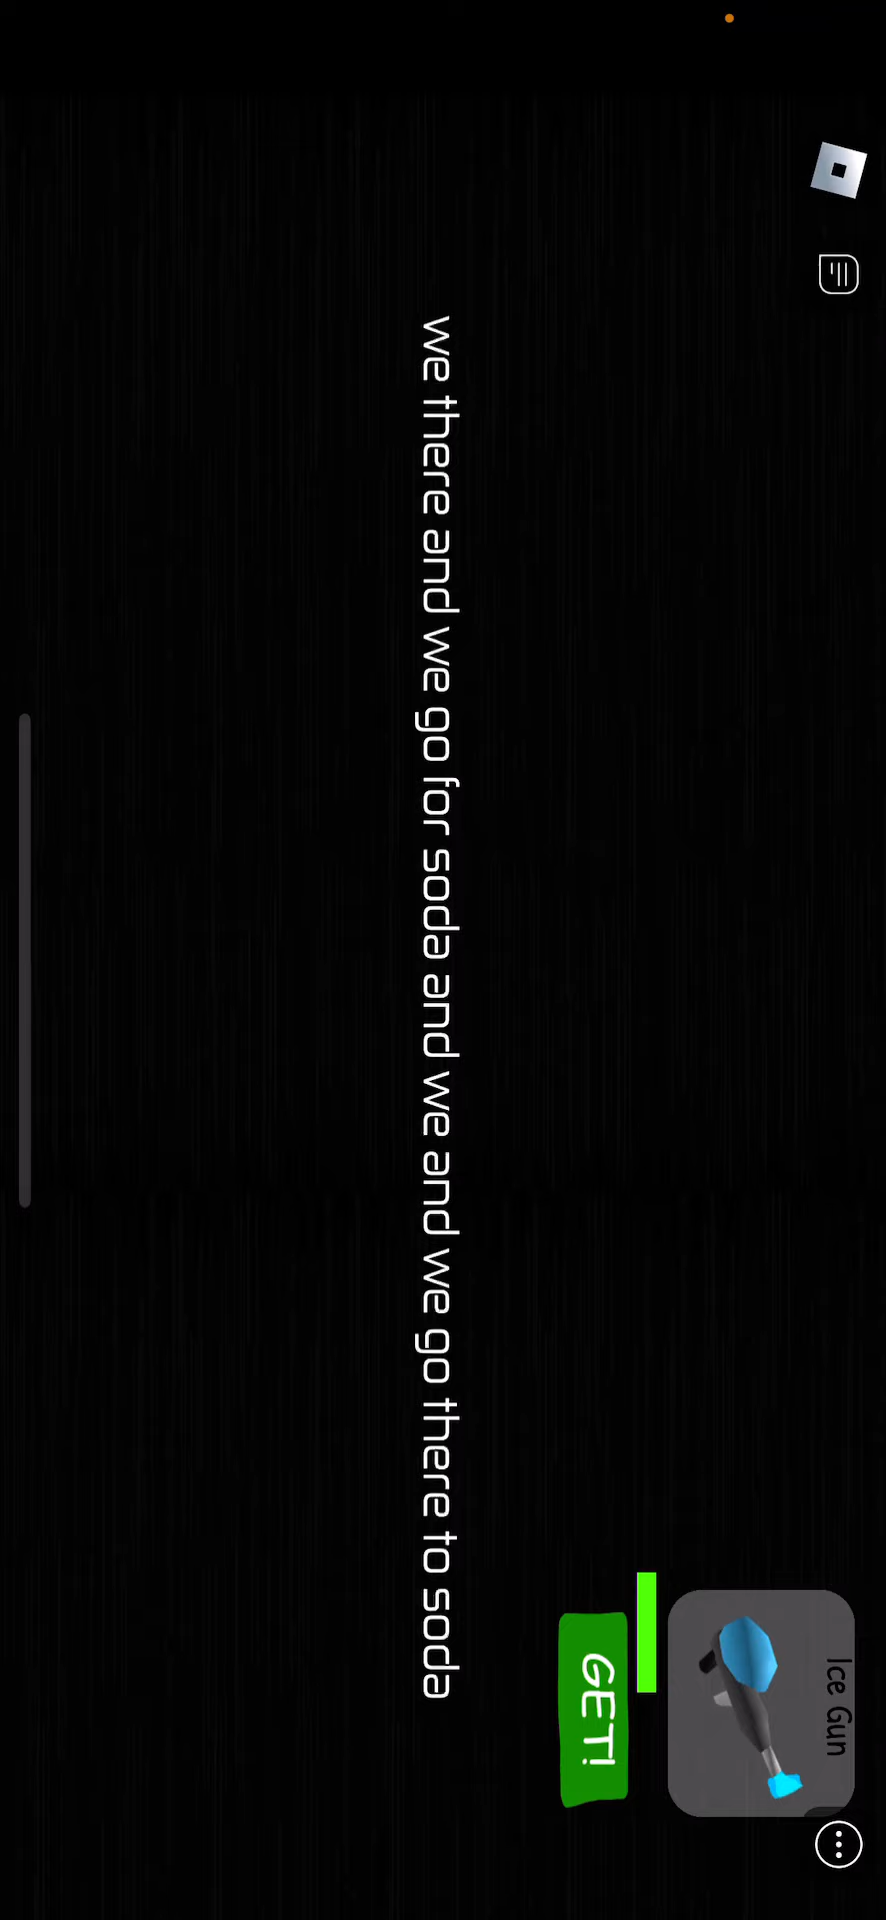 Ice Gun
GET!
we there and we go for soda and we and we go there to soda